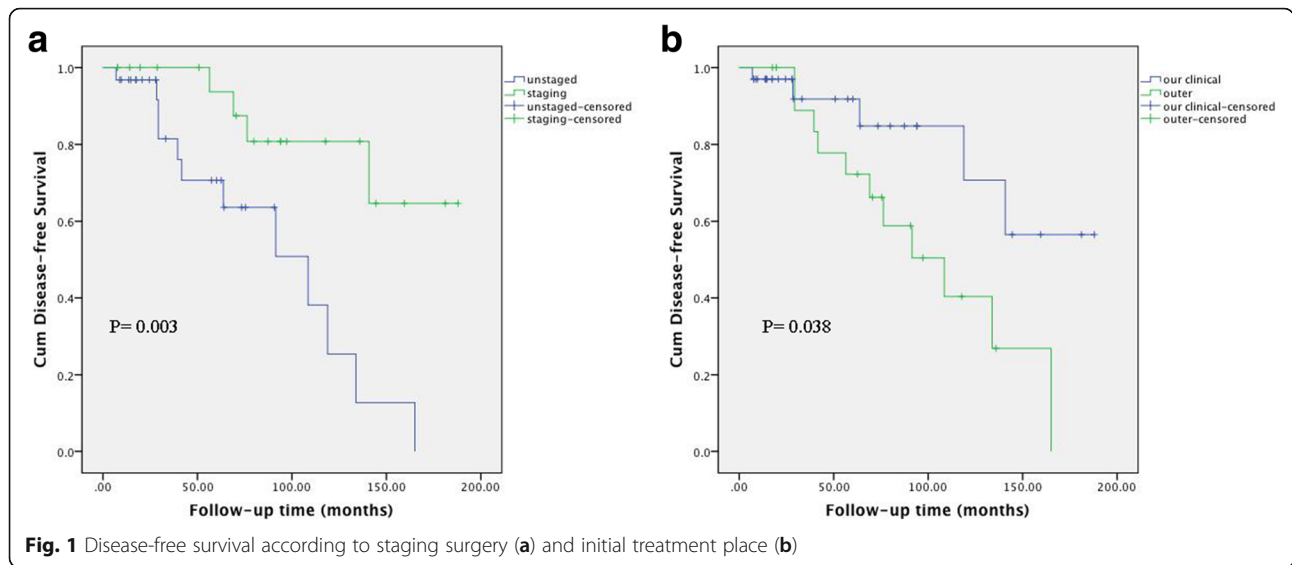 a
1.0
0.8
0.6
0.4
0.2
0.0
Cum Disease-free Survival
P= 0.003
.00 50.00 100.00 150.00 200.00
Follow-up time (months)
unstaged
staging
unstaged-censored
staging-censored
b
1.0
0.8
0.6
0.4
0.2
0.0
Cum Disease-free Survival
P= 0.038
.00 50.00 100.00 150.00 200.00
Follow-up time (months)
our clinical
outer
our clinical-censored
outer-censored
Fig. 1 Disease-free survival according to staging surgery (a) and initial treatment place (b)